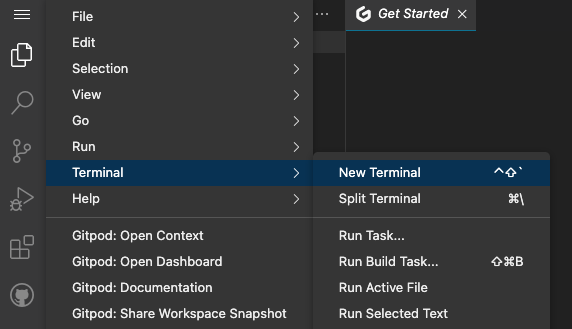 File
Edit
Selection
View
Go
Run
Terminal
Help
Gitpod: Open Context
Gitpod: Open Dashboard
Gitpod: Documentation
Gitpod: Share Workspace Snapshot
Get Started
New Terminal ^⇧`
Split Terminal ⌘\
Run Task...
Run Build Task... ⇧⌘B
Run Active File
Run Selected Text